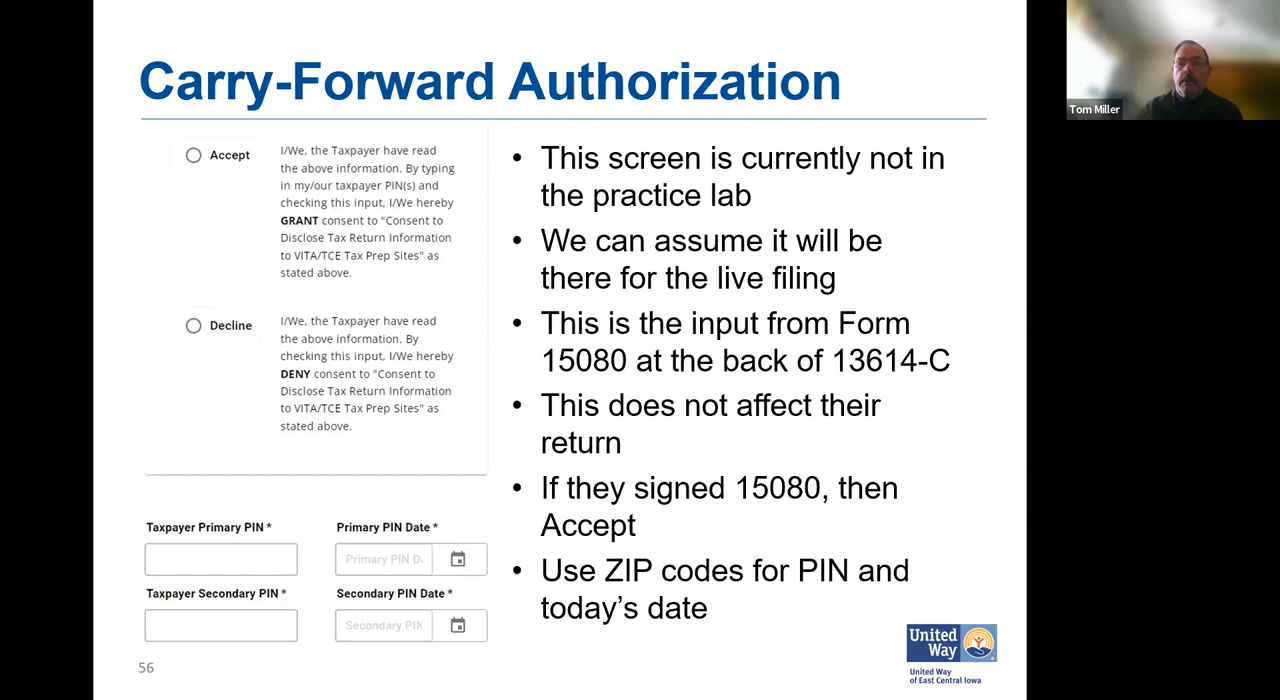 Carry-Forward Authorization
Tom Miller
Accept
I/We, the Taxpayer have read
the above information. By typing
in my/our taxpayer PIN(s) and
checking this input, I/We hereby
GRANT consent to "Consent to
Disclose Tax Return Information
to VITA/TCE Tax Prep Sites" as
stated above.
Decline
I/We, the Taxpayer have read
the above information. By
checking this input, I/We hereby
DENY consent to "Consent to
Disclose Tax Return Information
to VITA/TCE Tax Prep Sites" as
stated above.
Taxpayer Primary PIN *
Primary PIN Date *
Primary PIN D
Taxpayer Secondary PIN *
Secondary PIN Date *
Secondary PIN
• This screen is currently not in
the practice lab
• We can assume it will be
there for the live filing
• This is the input from Form
15080 at the back of 13614-C
• This does not affect their
return
• If they signed 15080, then
Accept
• Use ZIP codes for PIN and
today's date
56
United
Way
United Way
of East Central Iowa